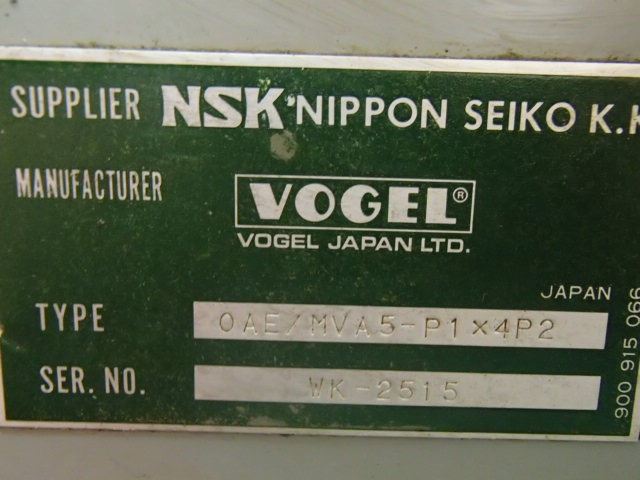 SUPPLIER NSK NIPPON SEIKO K.K
MANUFACTURER VOGEL®
VOGEL JAPAN LTD.
JAPAN
TYPE OAE/MVA5-P1×4P2
SER. NO. WK-2515
900 915 066